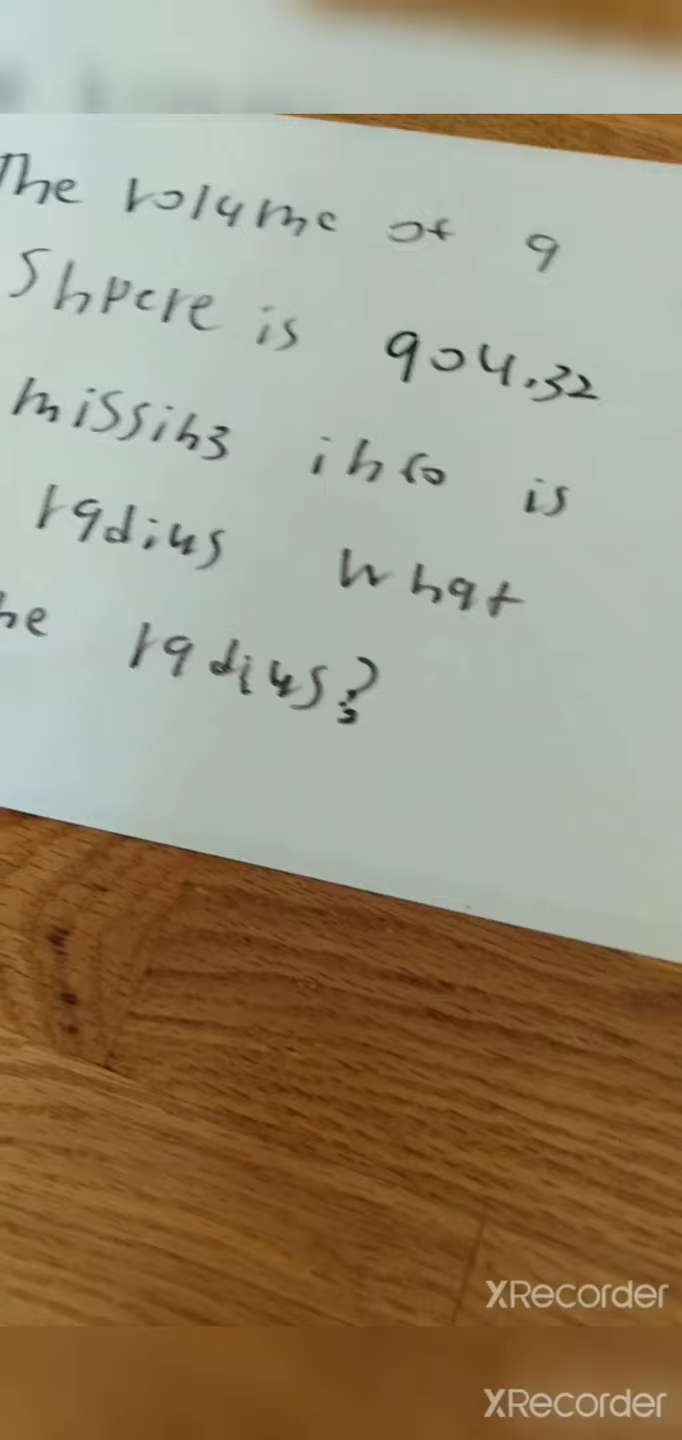 The volume of a
Shpere is 904.32
missing info is
radius what
he radius?
XRecorder
XRecorder